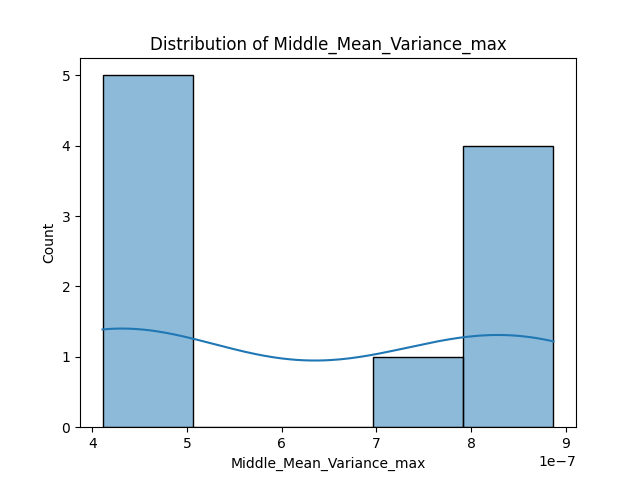 Distribution of Middle_Mean_Variance_max
5
4
3
2
1
0
Count
4 5 6 7 8 9
1e−7
Middle_Mean_Variance_max